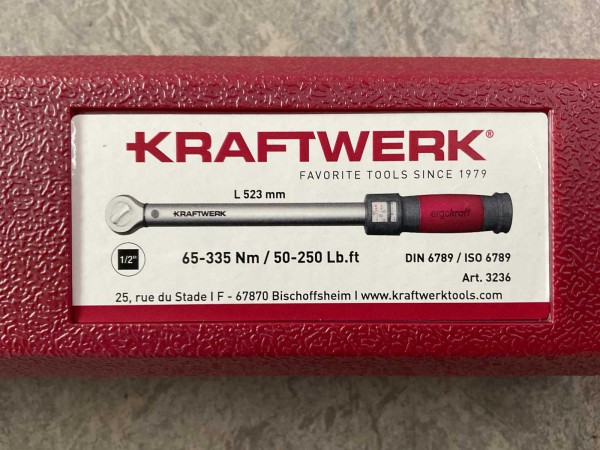 KRAFTWERK®
FAVORITE TOOLS SINCE 1979
L 523 mm
KRAFTWERK
ergokraft
1/2"
65-335 Nm / 50-250 Lb.ft
DIN 6789 / ISO 6789
Art. 3236
25, rue du Stade I F - 67870 Bischoffsheim I www.kraftwerktools.com